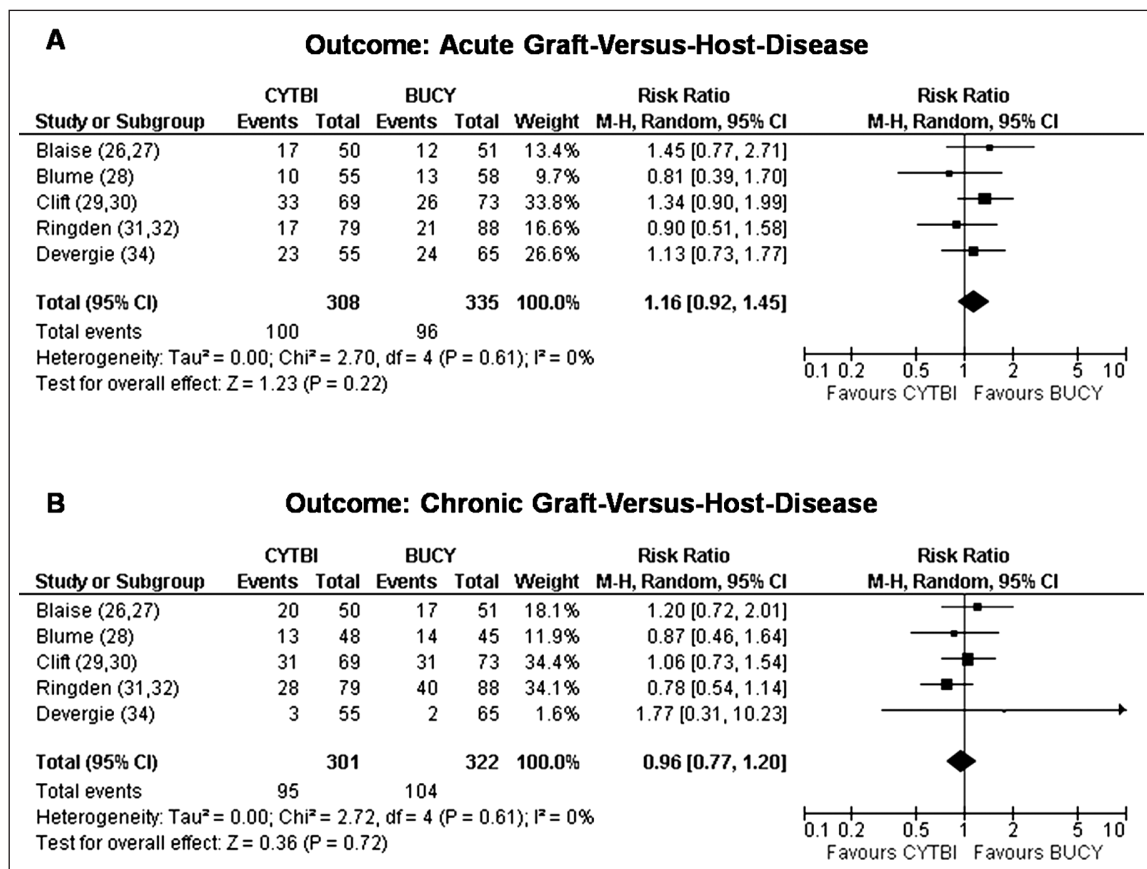 A Outcome: Acute Graft-Versus-Host-Disease
CYTBI BUCY Risk Ratio Risk Ratio
Study or Subgroup Events Total Events Total Weight M-H, Random, 95% CI M-H, Random, 95% CI
Blaise (26,27) 17 50 12 51 13.4% 1.45 [0.77, 2.71]
Blume (28) 10 55 13 58 9.7% 0.81 [0.39, 1.70]
Clift (29,30) 33 69 26 73 33.8% 1.34 [0.90, 1.99]
Ringden (31,32) 17 79 21 88 16.6% 0.90 [0.51, 1.58]
Devergie (34) 23 55 24 65 26.6% 1.13 [0.73, 1.77]
Total (95% CI) 308 335 100.0% 1.16 [0.92, 1.45]
Total events 100 96
Heterogeneity: Tau² = 0.00; Chi² = 2.70, df = 4 (P = 0.61); I² = 0%
Test for overall effect: Z = 1.23 (P = 0.22)
0.1 0.2 0.5 1 2 5 10
Favours CYTBI Favours BUCY
B Outcome: Chronic Graft-Versus-Host-Disease
CYTBI BUCY Risk Ratio Risk Ratio
Study or Subgroup Events Total Events Total Weight M-H, Random, 95% CI M-H, Random, 95% CI
Blaise (26,27) 20 50 17 51 18.1% 1.20 [0.72, 2.01]
Blume (28) 13 48 14 45 11.9% 0.87 [0.46, 1.64]
Clift (29,30) 31 69 31 73 34.4% 1.06 [0.73, 1.54]
Ringden (31,32) 28 79 40 88 34.1% 0.78 [0.54, 1.14]
Devergie (34) 3 55 2 65 1.6% 1.77 [0.31, 10.23]
Total (95% CI) 301 322 100.0% 0.96 [0.77, 1.20]
Total events 95 104
Heterogeneity: Tau² = 0.00; Chi² = 2.72, df = 4 (P = 0.61); I² = 0%
Test for overall effect: Z = 0.36 (P = 0.72)
0.1 0.2 0.5 1 2 5 10
Favours CYTBI Favours BUCY